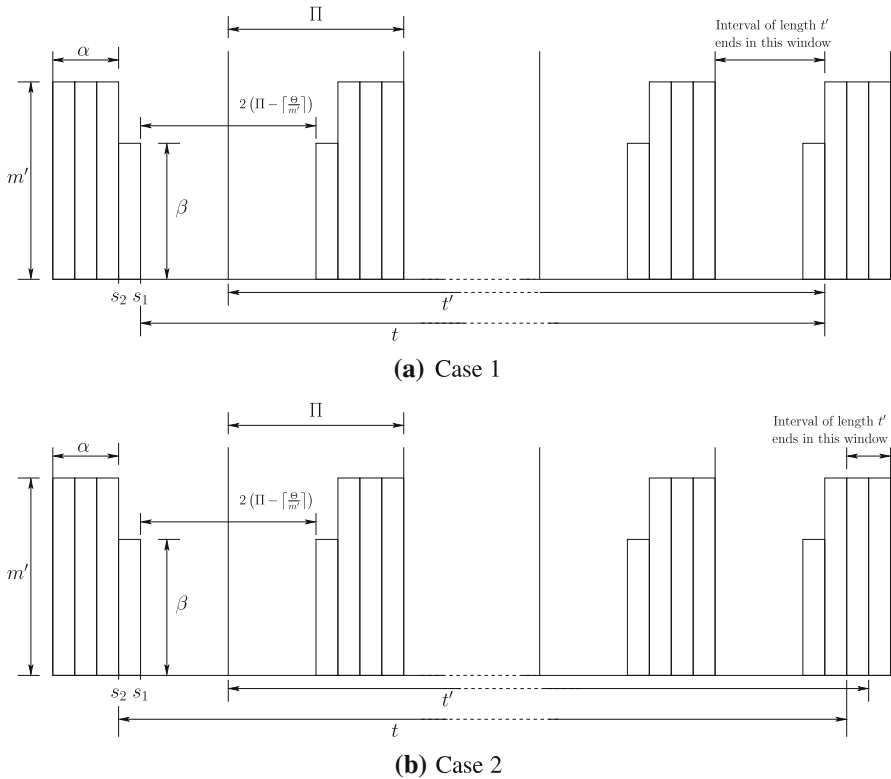 Π
Interval of length t′
ends in this window
α
2 (Π − ⌈Θ/m′⌉)
m′
β
s₂ s₁
t′
t
(a) Case 1
Π
Interval of length t′
ends in this window
α
2 (Π − ⌈Θ/m′⌉)
m′
β
s₂ s₁
t′
t
(b) Case 2